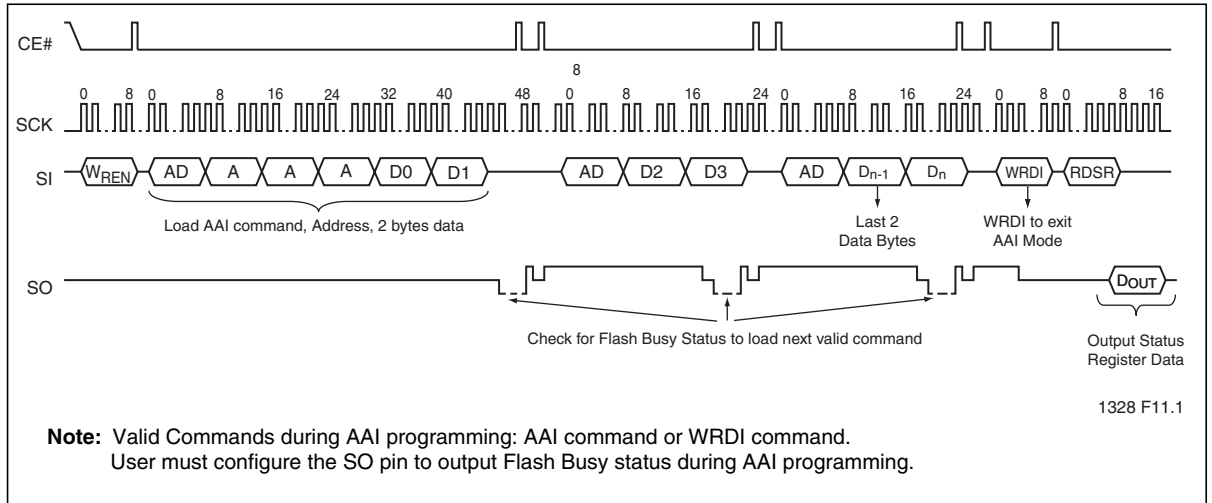 CE#
8
0 8 0 8 16 24 32 40 48 0 8 16 24 0 8 16 24 0 8 0 8 16
SCK
SI WREN AD A A A D0 D1 AD D2 D3 AD Dn-1 Dn WRDI RDSR
Load AAI command, Address, 2 bytes data
Last 2
Data Bytes
WRDI to exit
AAI Mode
SO DOUT
Check for Flash Busy Status to load next valid command
Output Status
Register Data
1328 F11.1
Note: Valid Commands during AAI programming: AAI command or WRDI command.
User must configure the SO pin to output Flash Busy status during AAI programming.